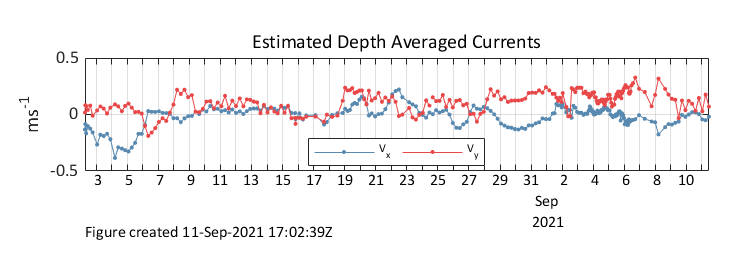 Estimated Depth Averaged Currents
0.5
0
-0.5
ms⁻¹
Vx
Vy
3 5 7 9 11 13 15 17 19 21 23 25 27 29 31 2 4 6 8 10
Sep
2021
Figure created 11-Sep-2021 17:02:39Z